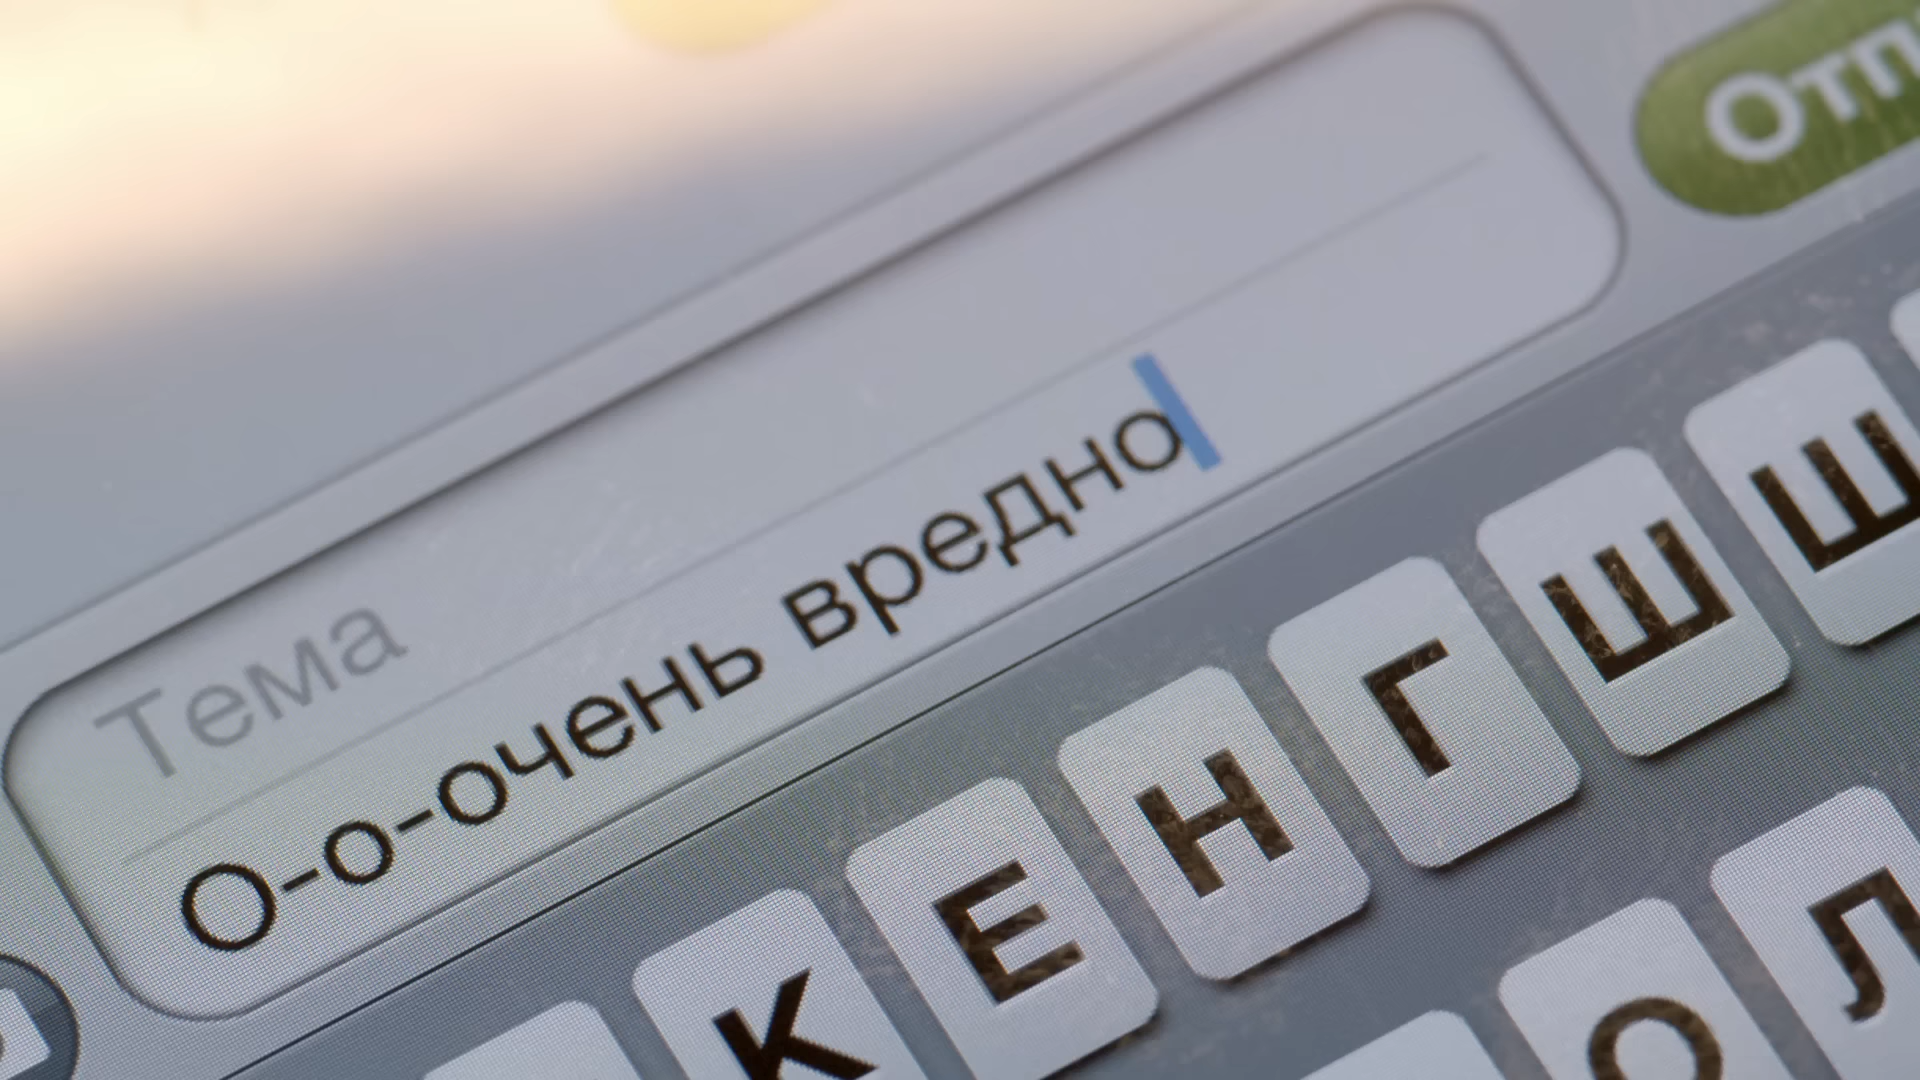 Тема
О-о-очень вредно
К Е Н Г Ш Щ
О Л